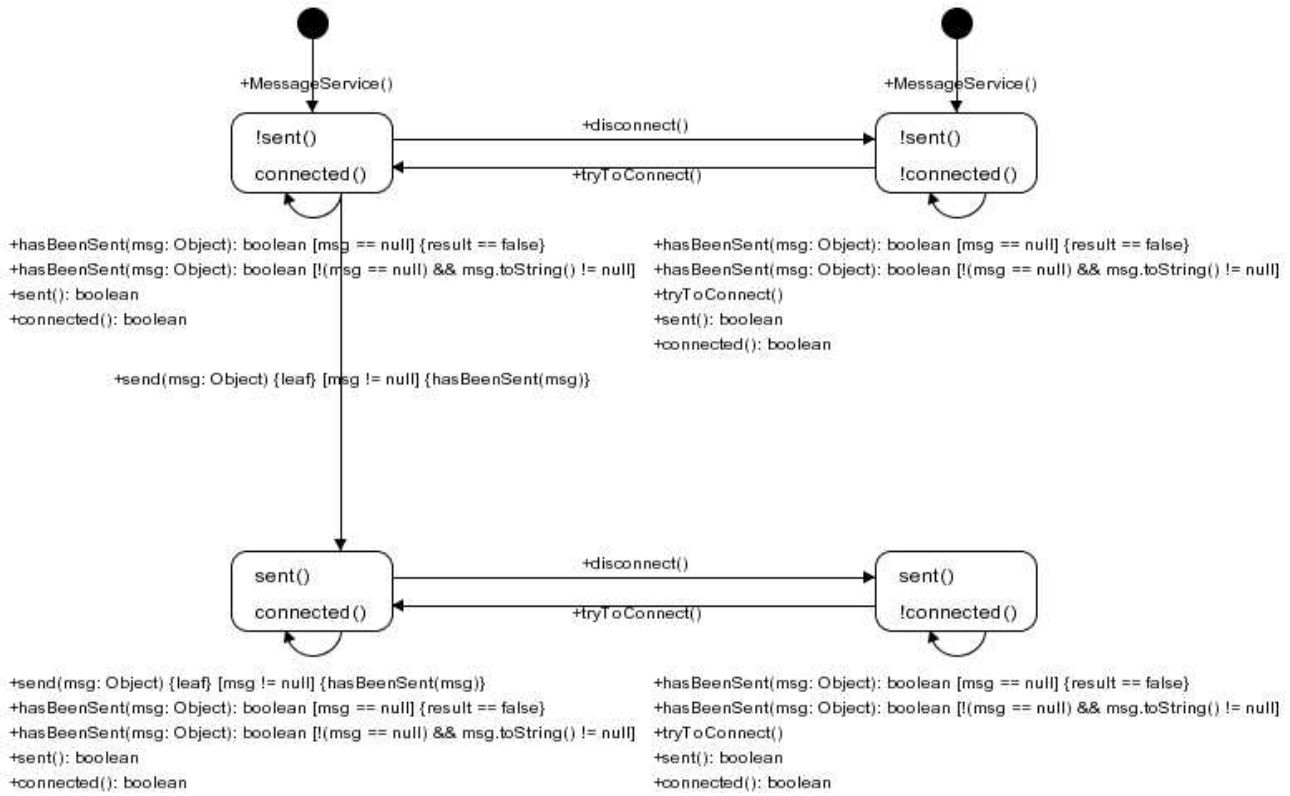 +MessageService()
+MessageService()
!sent()
connected()
+disconnect()
+tryToConnect()
!sent()
!connected()
+hasBeenSent(msg: Object): boolean [msg == null] {result == false}
+hasBeenSent(msg: Object): boolean [!(msg == null) && msg.toString() != null]
+sent(): boolean
+connected(): boolean
+hasBeenSent(msg: Object): boolean [msg == null] {result == false}
+hasBeenSent(msg: Object): boolean [!(msg == null) && msg.toString() != null]
+tryToConnect()
+sent(): boolean
+connected(): boolean
+send(msg: Object) {leaf} [msg != null] {hasBeenSent(msg)}
sent()
connected()
+disconnect()
+tryToConnect()
sent()
!connected()
+send(msg: Object) {leaf} [msg != null] {hasBeenSent(msg)}
+hasBeenSent(msg: Object): boolean [msg == null] {result == false}
+hasBeenSent(msg: Object): boolean [!(msg == null) && msg.toString() != null]
+sent(): boolean
+connected(): boolean
+hasBeenSent(msg: Object): boolean [msg == null] {result == false}
+hasBeenSent(msg: Object): boolean [!(msg == null) && msg.toString() != null]
+tryToConnect()
+sent(): boolean
+connected(): boolean